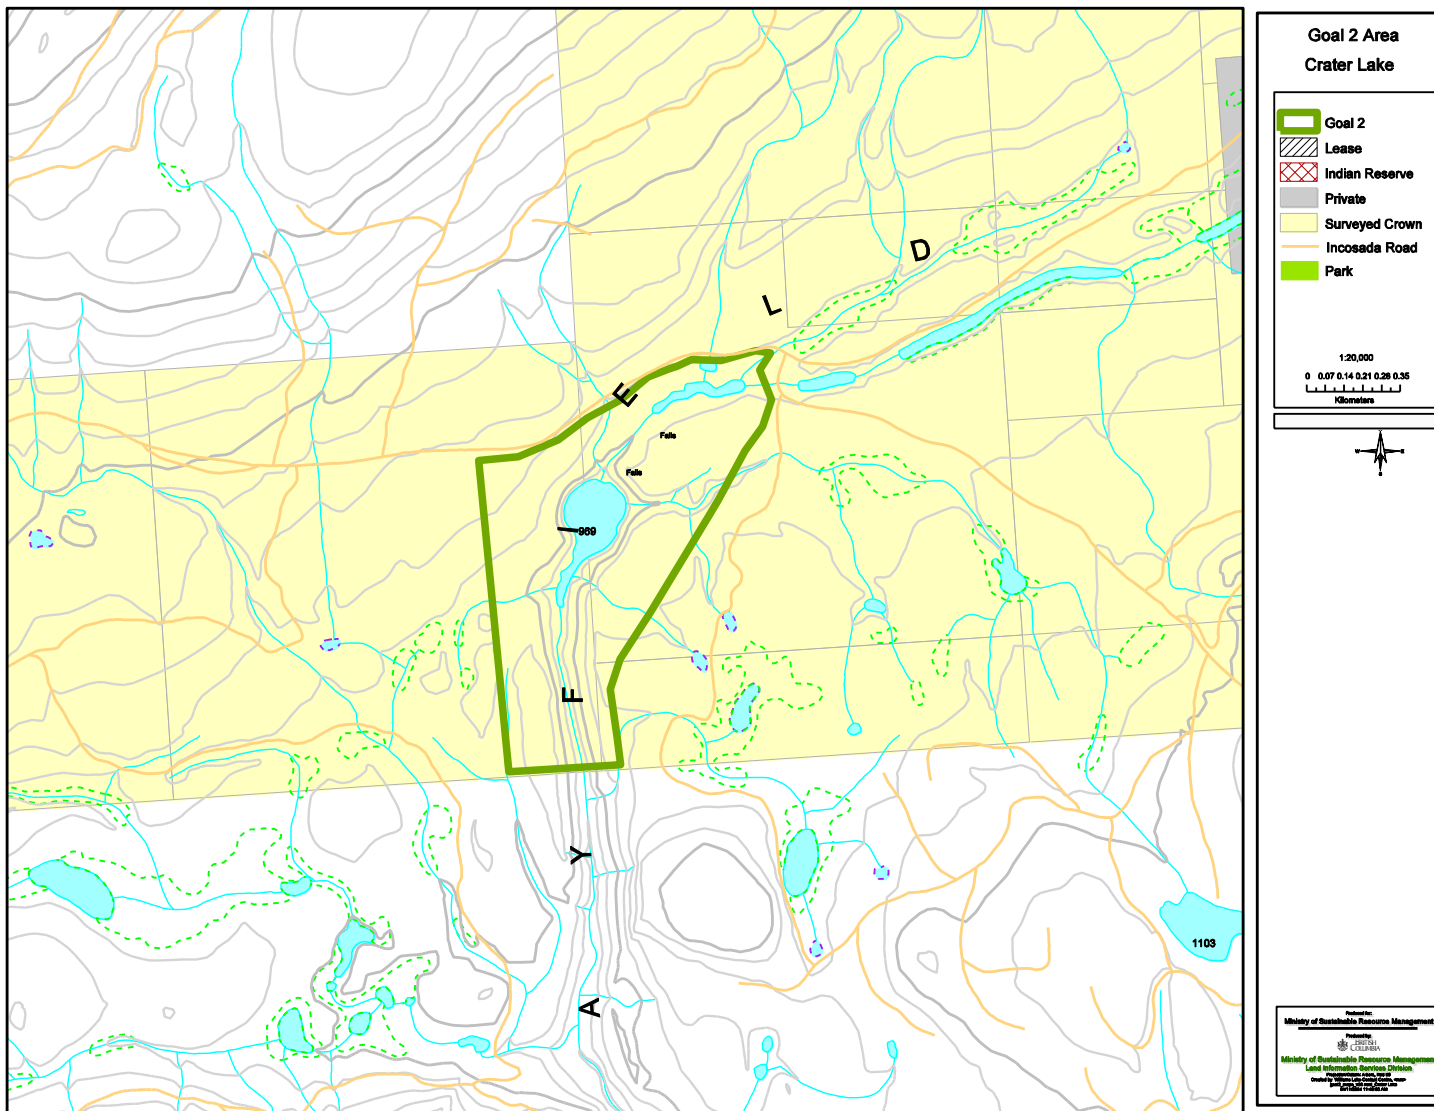 Goal 2 Area
Crater Lake
Goal 2
Lease
Indian Reserve
Private
Surveyed Crown
Incosada Road
Park
1:20,000
0 0.07 0.14 0.21 0.28 0.35
Kilometers
D
L
E
Falls
Falls
I
969
F
Y
A
1103
Produced for:
Ministry of Sustainable Resource Management
Produced by:
BRITISH
COLUMBIA
Ministry of Sustainable Resource Management
Land Information Services Division